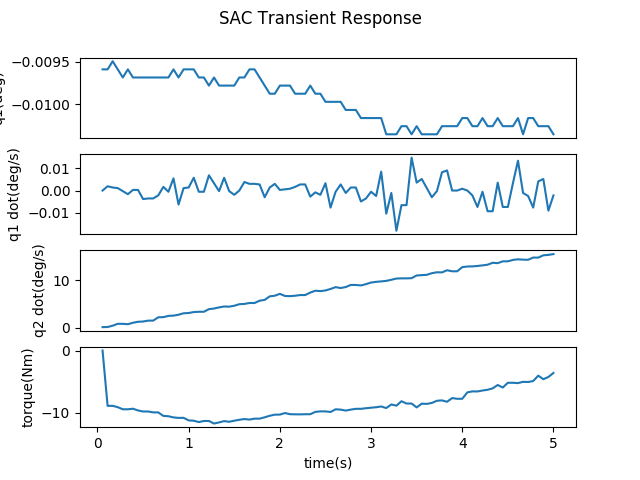 SAC Transient Response
−0.0095
−0.0100
q1(deg)
0.01
0.00
−0.01
q1 dot(deg/s)
10
0
q2 dot(deg/s)
0
−10
torque(Nm)
0 1 2 3 4 5
time(s)